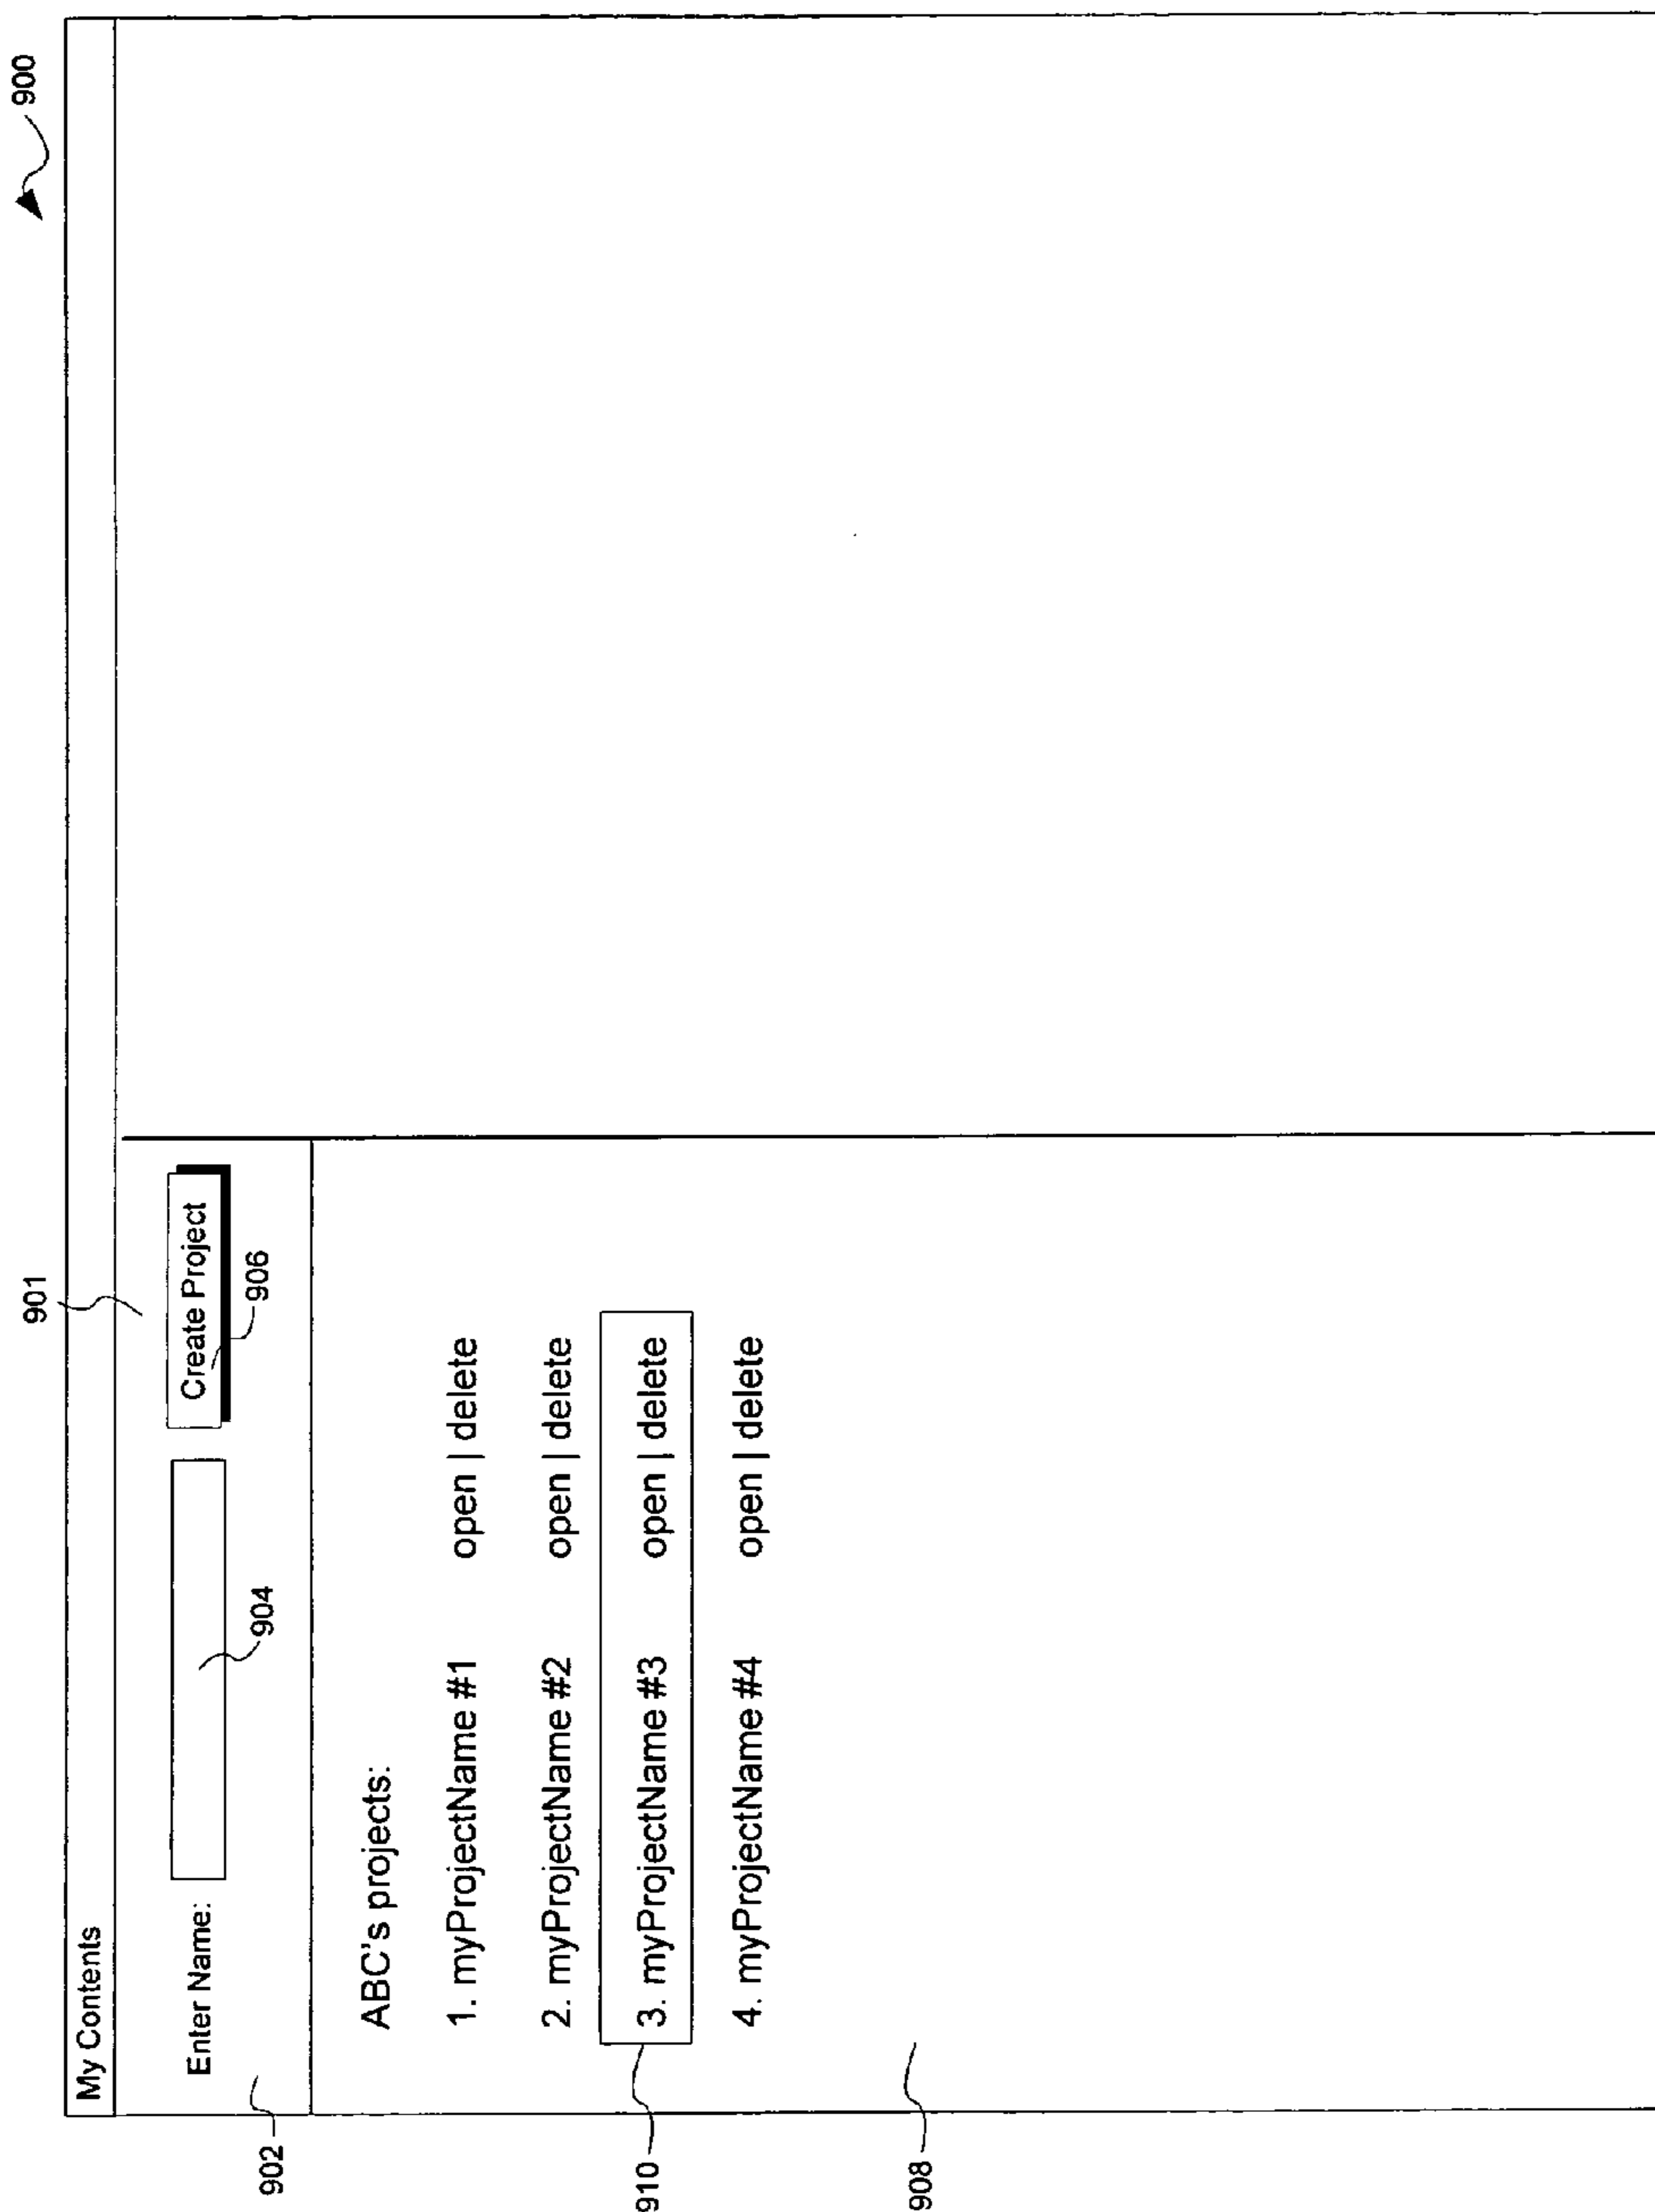 900
901
My Contents
Enter Name:
Create Project
904
906
902
ABC's projects:
1. myProjectName #1 open | delete
2. myProjectName #2 open | delete
3. myProjectName #3 open | delete
910
4. myProjectName #4 open | delete
908